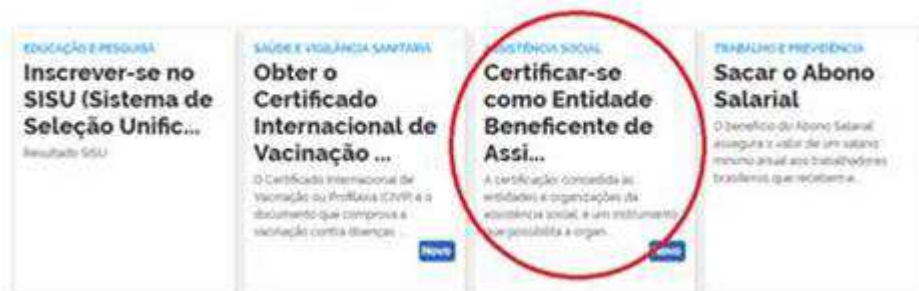 EDUCAÇÃO E PESQUISA
Inscrever-se no
SISU (Sistema de
Seleção Unific...
Resultado SISU
SAÚDE E VIGILÂNCIA SANITÁRIA
Obter o
Certificado
Internacional de
Vacinação ...
O Certificado Internacional de
Vacinação ou Profilaxia (CIVP) é o
documento que comprova a
vacinação contra doenças ...
Novo
ASSISTÊNCIA SOCIAL
Certificar-se
como Entidade
Beneficente de
Assi...
A certificação concedida às
entidades e organizações da
assistência social, é um instrumento
que possibilita a organ...
Novo
TRABALHO E PREVIDÊNCIA
Sacar o Abono
Salarial
O benefício do Abono Salarial
assegura o valor de um salário
mínimo anual aos trabalhadores
brasileiros que recebem e...